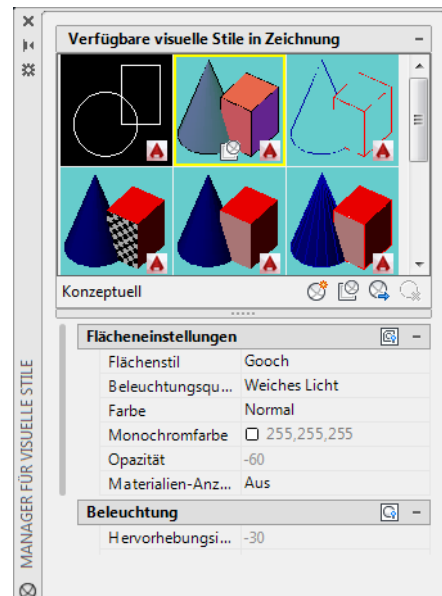 Verfügbare visuelle Stile in Zeichnung
Konzeptuell
Flächeneinstellungen
Flächenstil Gooch
Beleuchtungsqu... Weiches Licht
Farbe Normal
Monochromfarbe 255,255,255
Opazität -60
Materialien-Anz... Aus
Beleuchtung
Hervorhebungsi... -30
MANAGER FÜR VISUELLE STILE